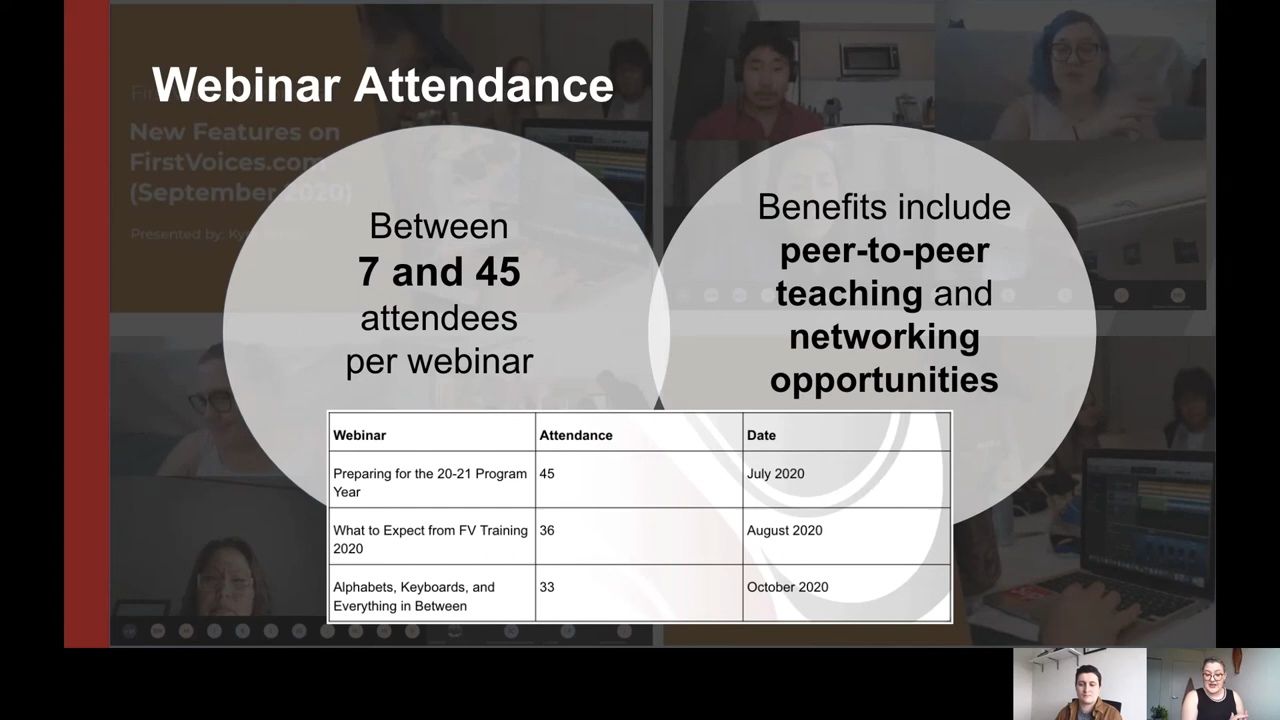 Webinar Attendance
New Features on
FirstVoices.com
(September 2020)
Presented by:
Between
7 and 45
attendees
per webinar
Benefits include
peer-to-peer
teaching and
networking
opportunities
Webinar Attendance Date
Preparing for the 20-21 Program
Year
45 July 2020
What to Expect from FV Training
2020
36 August 2020
Alphabets, Keyboards, and
Everything in Between
33 October 2020